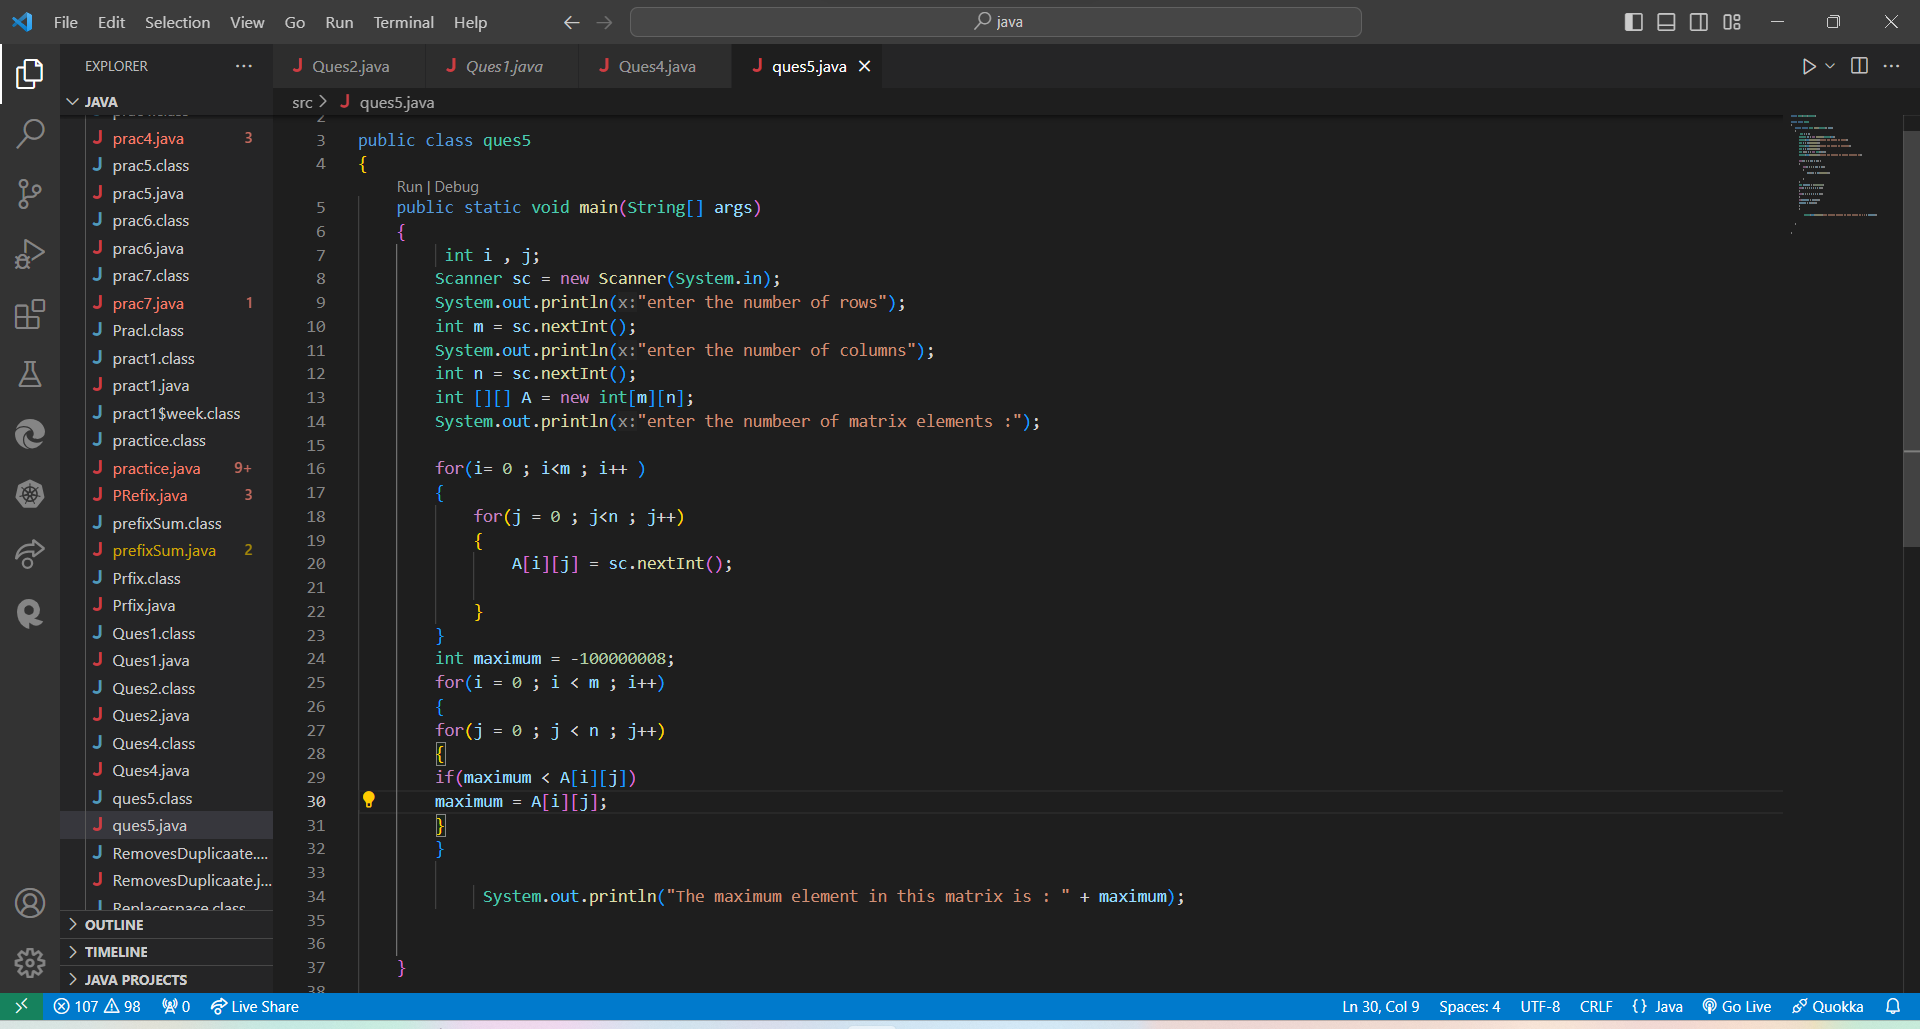 File Edit Selection View Go Run Terminal Help
java
EXPLORER
Ques2.java
Ques1.java
Ques4.java
ques5.java
JAVA
src > ques5.java
prac4.java 3
prac5.class
prac5.java
prac6.class
prac6.java
prac7.class
prac7.java 1
Pracl.class
pract1.class
pract1.java
pract1$week.class
practice.class
practice.java 9+
PRefix.java 3
prefixSum.class
prefixSum.java 2
Prfix.class
Prfix.java
Ques1.class
Ques1.java
Ques2.class
Ques2.java
Ques4.class
Ques4.java
ques5.class
ques5.java
RemovesDuplicaate....
RemovesDuplicaate.j...
Replacespace.class
OUTLINE
TIMELINE
JAVA PROJECTS
2
3 public class ques5
4 {
Run | Debug
5 public static void main(String[] args)
6 {
7 int i , j;
8 Scanner sc = new Scanner(System.in);
9 System.out.println(x:"enter the number of rows");
10 int m = sc.nextInt();
11 System.out.println(x:"enter the number of columns");
12 int n = sc.nextInt();
13 int [][] A = new int[m][n];
14 System.out.println(x:"enter the numbeer of matrix elements :");
15
16 for(i= 0 ; i<m ; i++ )
17 {
18 for(j = 0 ; j<n ; j++)
19 {
20 A[i][j] = sc.nextInt();
21
22 }
23 }
24 int maximum = -100000008;
25 for(i = 0 ; i < m ; i++)
26 {
27 for(j = 0 ; j < n ; j++)
28 {
29 if(maximum < A[i][j])
30 maximum = A[i][j];
31 }
32 }
33
34 System.out.println("The maximum element in this matrix is : " + maximum);
35
36
37 }
38
107 98 0 Live Share
Ln 30, Col 9 Spaces: 4 UTF-8 CRLF {} Java Go Live Quokka